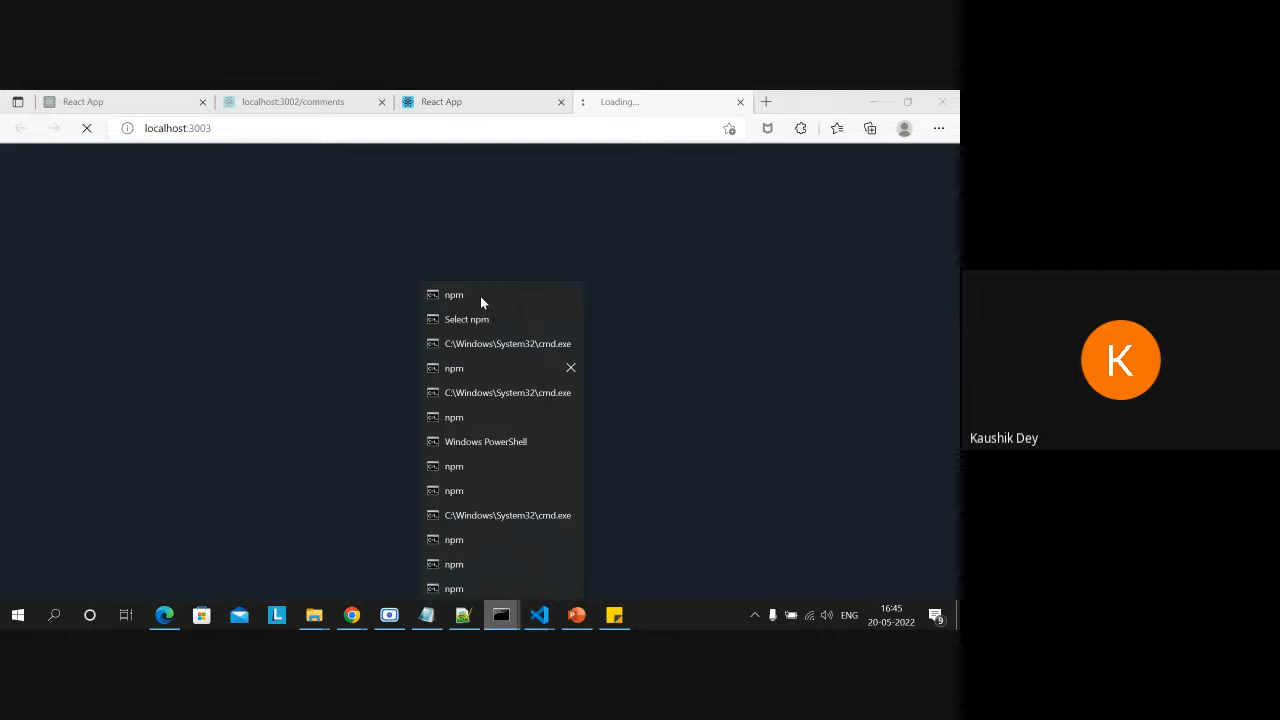 React App
localhost:3002/comments
React App
Loading...
localhost:3003
npm
Select npm
C:\Windows\System32\cmd.exe
npm
C:\Windows\System32\cmd.exe
npm
Windows PowerShell
npm
npm
C:\Windows\System32\cmd.exe
npm
npm
npm
K
Kaushik Dey
L
ENG
16:45
20-05-2022
9